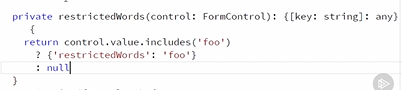 private restrictedWords(control: FormControl): {[key: string]: any}
{
return control.value.includes('foo')
? {'restrictedWords': 'foo'}
: null
}